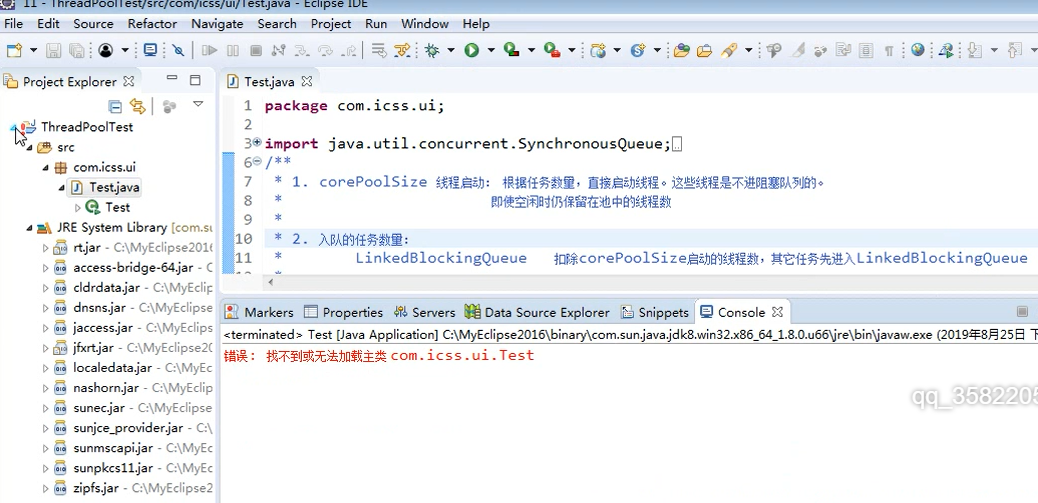 11 - ThreadPoolTest/src/com/icss/ui/Test.java - Eclipse IDE
File Edit Source Refactor Navigate Search Project Run Window Help
Project Explorer
ThreadPoolTest
src
com.icss.ui
Test.java
Test
JRE System Library [com.su
rt.jar - C:\MyEclipse2016
access-bridge-64.jar - C
cldrdata.jar - C:\MyEclip
dnsns.jar - C:\MyEclipse
jaccess.jar - C:\MyEclips
jfxrt.jar - C:\MyEclipse2C
localedata.jar - C:\MyEc
nashorn.jar - C:\MyEclip
sunec.jar - C:\MyEclipse
sunjce_provider.jar - C:\
sunmscapi.jar - C:\MyEc
sunpkcs11.jar - C:\MyEc
zipfs.jar - C:\MyEclipse2
Test.java
1 package com.icss.ui;
2
3 import java.util.concurrent.SynchronousQueue;
6 /**
7 * 1. corePoolSize 线程启动: 根据任务数量,直接启动线程。这些线程是不进阻塞队列的。
8 * 即使空闲时仍保留在池中的线程数
9 *
10 * 2. 入队的任务数量:
11 * LinkedBlockingQueue 扣除corePoolSize启动的线程数,其它任务先进入LinkedBlockingQueue
Markers Properties Servers Data Source Explorer Snippets Console
<terminated> Test [Java Application] C:\MyEclipse2016\binary\com.sun.java.jdk8.win32.x86_64_1.8.0.u66\jre\bin\javaw.exe (2019年8月25日 下
错误: 找不到或无法加载主类 com.icss.ui.Test
qq_3582205